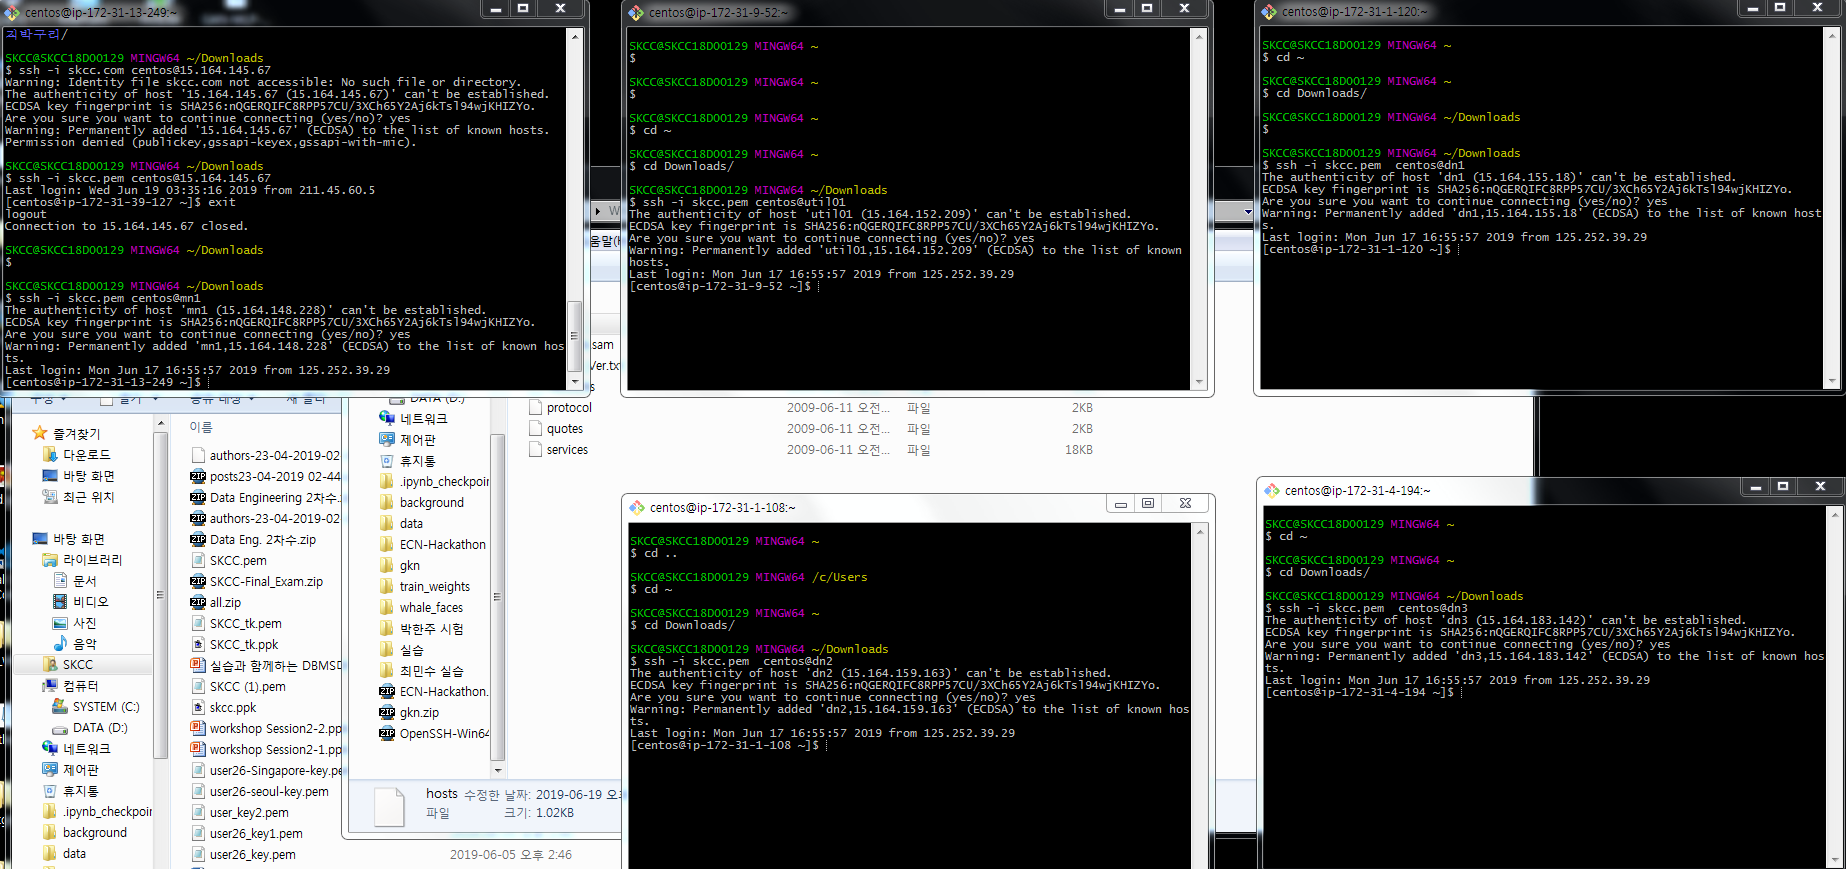 centos@ip-172-31-13-249:~
직박구리/
SKCC@SKCC18D00129 MINGW64 ~/Downloads
$ ssh -i skcc.com centos@15.164.145.67
Warning: Identity file skcc.com not accessible: No such file or directory.
The authenticity of host '15.164.145.67 (15.164.145.67)' can't be established.
ECDSA key fingerprint is SHA256:nQGERQIFC8RPP57CU/3XCh65Y2Aj6kTsl94wjKHIZYo.
Are you sure you want to continue connecting (yes/no)? yes
Warning: Permanently added '15.164.145.67' (ECDSA) to the list of known hosts.
Permission denied (publickey,gssapi-keyex,gssapi-with-mic).
SKCC@SKCC18D00129 MINGW64 ~/Downloads
$ ssh -i skcc.pem centos@15.164.145.67
Last login: Wed Jun 19 03:35:16 2019 from 211.45.60.5
[centos@ip-172-31-39-127 ~]$ exit
logout
Connection to 15.164.145.67 closed.
SKCC@SKCC18D00129 MINGW64 ~/Downloads
$
SKCC@SKCC18D00129 MINGW64 ~/Downloads
$ ssh -i skcc.pem centos@mn1
The authenticity of host 'mn1 (15.164.148.228)' can't be established.
ECDSA key fingerprint is SHA256:nQGERQIFC8RPP57CU/3XCh65Y2Aj6kTsl94wjKHIZYo.
Are you sure you want to continue connecting (yes/no)? yes
Warning: Permanently added 'mn1,15.164.148.228' (ECDSA) to the list of known hos
ts.
Last login: Mon Jun 17 16:55:57 2019 from 125.252.39.29
[centos@ip-172-31-13-249 ~]$
centos@ip-172-31-9-52:~
SKCC@SKCC18D00129 MINGW64 ~
$
SKCC@SKCC18D00129 MINGW64 ~
$
SKCC@SKCC18D00129 MINGW64 ~
$ cd ~
SKCC@SKCC18D00129 MINGW64 ~
$ cd Downloads/
SKCC@SKCC18D00129 MINGW64 ~/Downloads
$ ssh -i skcc.pem centos@util01
The authenticity of host 'util01 (15.164.152.209)' can't be established.
ECDSA key fingerprint is SHA256:nQGERQIFC8RPP57CU/3XCh65Y2Aj6kTsl94wjKHIZYo.
Are you sure you want to continue connecting (yes/no)? yes
Warning: Permanently added 'util01,15.164.152.209' (ECDSA) to the list of known
hosts.
Last login: Mon Jun 17 16:55:57 2019 from 125.252.39.29
[centos@ip-172-31-9-52 ~]$
centos@ip-172-31-1-120:~
SKCC@SKCC18D00129 MINGW64 ~
$ cd ~
SKCC@SKCC18D00129 MINGW64 ~
$ cd Downloads/
SKCC@SKCC18D00129 MINGW64 ~/Downloads
$
SKCC@SKCC18D00129 MINGW64 ~/Downloads
$ ssh -i skcc.pem  centos@dn1
The authenticity of host 'dn1 (15.164.155.18)' can't be established.
ECDSA key fingerprint is SHA256:nQGERQIFC8RPP57CU/3XCh65Y2Aj6kTsl94wjKHIZYo.
Are you sure you want to continue connecting (yes/no)? yes
Warning: Permanently added 'dn1,15.164.155.18' (ECDSA) to the list of known host
s.
Last login: Mon Jun 17 16:55:57 2019 from 125.252.39.29
[centos@ip-172-31-1-120 ~]$
움말(H
.sam
Ver.tx
즐겨찾기
다운로드
바탕 화면
최근 위치
바탕 화면
라이브러리
문서
비디오
사진
음악
SKCC
컴퓨터
SYSTEM (C:)
DATA (D:)
네트워크
제어판
휴지통
.ipynb_checkpoin
background
data
이름
authors-23-04-2019-02
posts23-04-2019 02-44
Data Engineering 2차수.
authors-23-04-2019-02
Data Eng. 2차수.zip
SKCC.pem
SKCC-Final_Exam.zip
all.zip
SKCC_tk.pem
SKCC_tk.ppk
실습과 함께하는 DBMSD
SKCC (1).pem
skcc.ppk
workshop Session2-2.pp
workshop Session2-1.pp
user26-Singapore-key.pe
user26-seoul-key.pem
user_key2.pem
user26_key1.pem
user26_key.pem
2019-06-05 오후 2:46
DATA (D:)
네트워크
제어판
휴지통
.ipynb_checkpoin
background
data
ECN-Hackathon
gkn
train_weights
whale_faces
박한주 시험
실습
최민수 실습
ECN-Hackathon.
gkn.zip
OpenSSH-Win64
protocol 2009-06-11 오전... 파일 2KB
quotes 2009-06-11 오전... 파일 2KB
services 2009-06-11 오전... 파일 18KB
hosts 수정한 날짜: 2019-06-19 오후
파일 크기: 1.02KB
centos@ip-172-31-1-108:~
SKCC@SKCC18D00129 MINGW64 ~
$ cd ..
SKCC@SKCC18D00129 MINGW64 /c/Users
$ cd ~
SKCC@SKCC18D00129 MINGW64 ~
$ cd Downloads/
SKCC@SKCC18D00129 MINGW64 ~/Downloads
$ ssh -i skcc.pem  centos@dn2
The authenticity of host 'dn2 (15.164.159.163)' can't be established.
ECDSA key fingerprint is SHA256:nQGERQIFC8RPP57CU/3XCh65Y2Aj6kTsl94wjKHIZYo.
Are you sure you want to continue connecting (yes/no)? yes
Warning: Permanently added 'dn2,15.164.159.163' (ECDSA) to the list of known hos
ts.
Last login: Mon Jun 17 16:55:57 2019 from 125.252.39.29
[centos@ip-172-31-1-108 ~]$
centos@ip-172-31-4-194:~
SKCC@SKCC18D00129 MINGW64 ~
$ cd ~
SKCC@SKCC18D00129 MINGW64 ~
$ cd Downloads/
SKCC@SKCC18D00129 MINGW64 ~/Downloads
$ ssh -i skcc.pem  centos@dn3
The authenticity of host 'dn3 (15.164.183.142)' can't be established.
ECDSA key fingerprint is SHA256:nQGERQIFC8RPP57CU/3XCh65Y2Aj6kTsl94wjKHIZYo.
Are you sure you want to continue connecting (yes/no)? yes
Warning: Permanently added 'dn3,15.164.183.142' (ECDSA) to the list of known hos
ts.
Last login: Mon Jun 17 16:55:57 2019 from 125.252.39.29
[centos@ip-172-31-4-194 ~]$